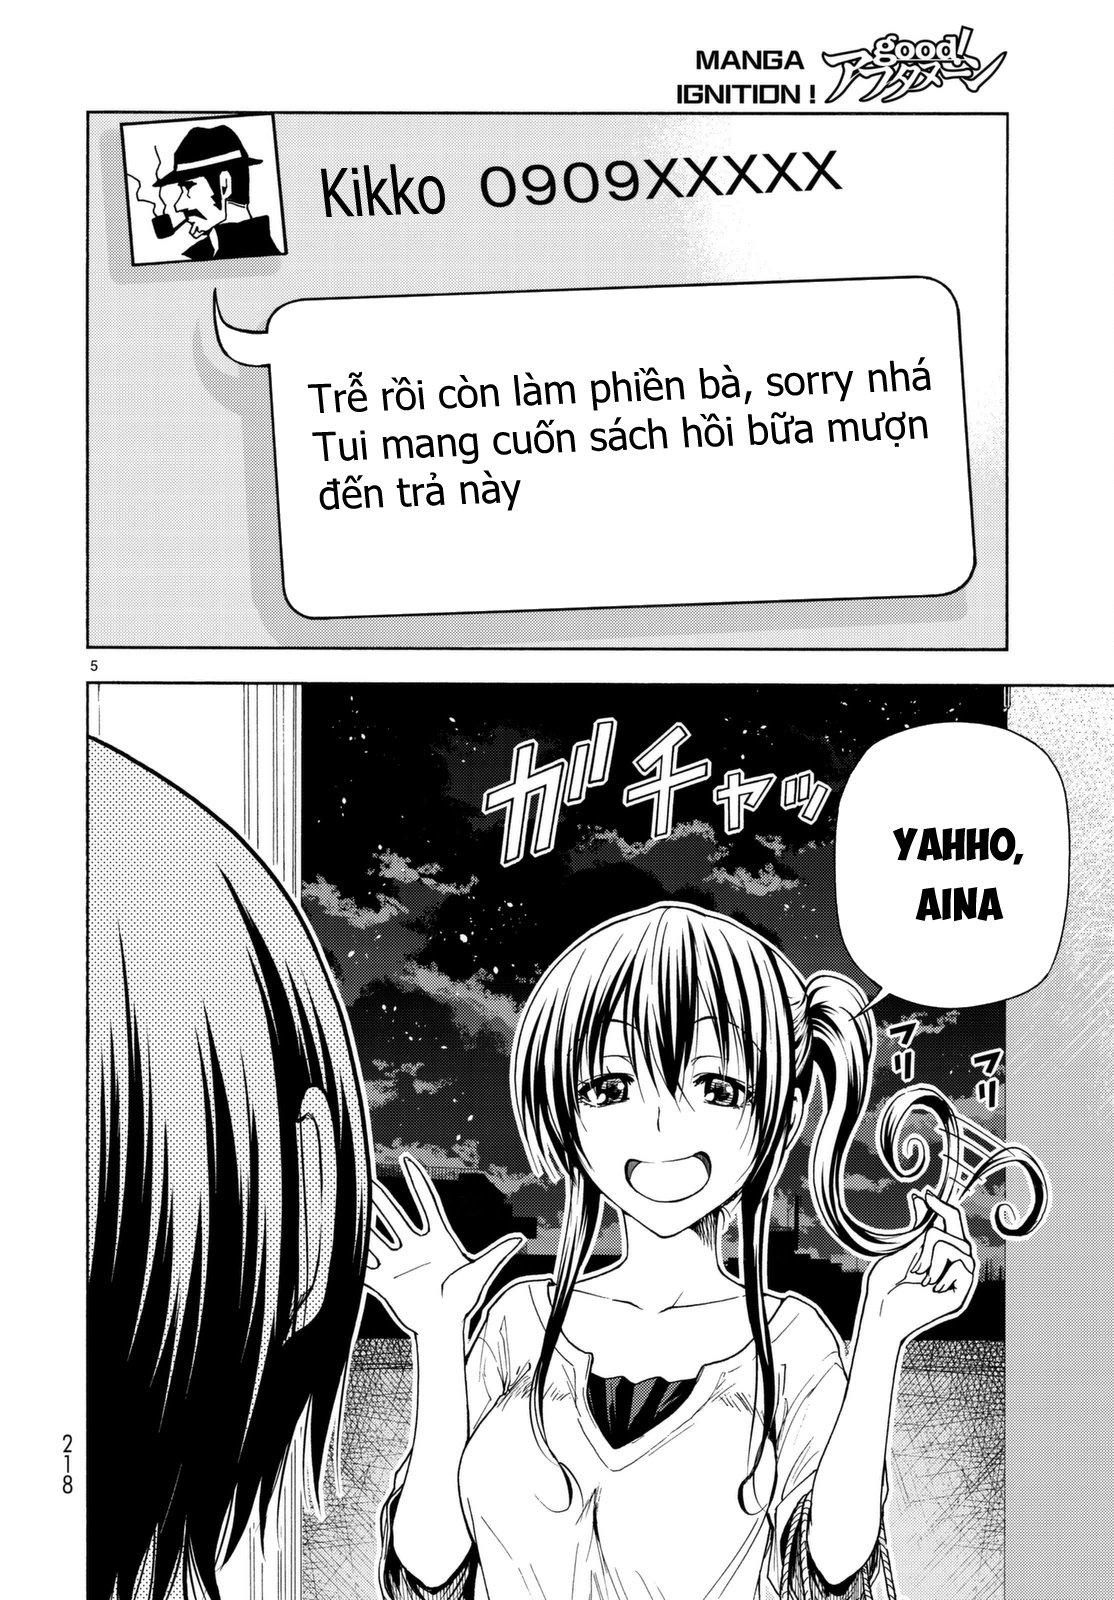 MANGA
IGNITION !
good!
アフタヌーン
Kikko 0909XXXXX
Trễ rồi còn làm phiền bà, sorry nhá
Tui mang cuốn sách hồi bữa mượn
đến trả này
5
ガチャッ
YAHHO,
AINA
フリ
フリ
218